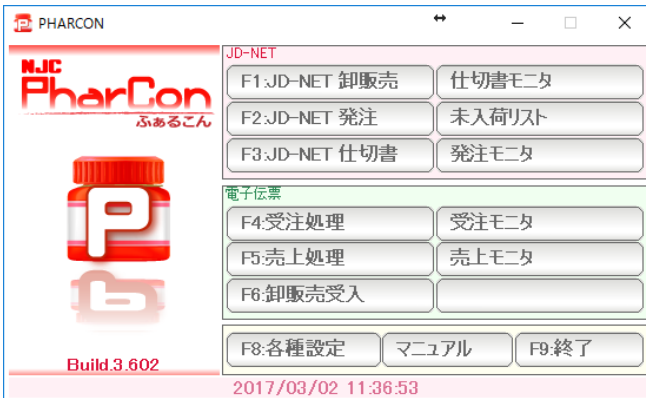 PHARCON
NJC
PharCon
ふぁるこん
P
Build.3.602
JD-NET
F1:JD-NET 卸販売
仕切書モニタ
F2:JD-NET 発注
未入荷リスト
F3:JD-NET 仕切書
発注モニタ
電子伝票
F4:受注処理
受注モニタ
F5:売上処理
売上モニタ
F6:卸販売受入
F8:各種設定
マニュアル
F9:終了
2017/03/02 11:36:53